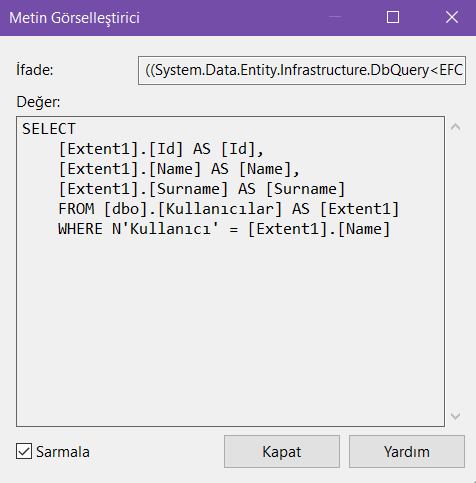 Metin Görselleştirici
İfade: ((System.Data.Entity.Infrastructure.DbQuery<EFC
Değer:
SELECT
    [Extent1].[Id] AS [Id],
    [Extent1].[Name] AS [Name],
    [Extent1].[Surname] AS [Surname]
    FROM [dbo].[Kullanıcılar] AS [Extent1]
    WHERE N'Kullanıcı' = [Extent1].[Name]
Sarmala Kapat Yardım